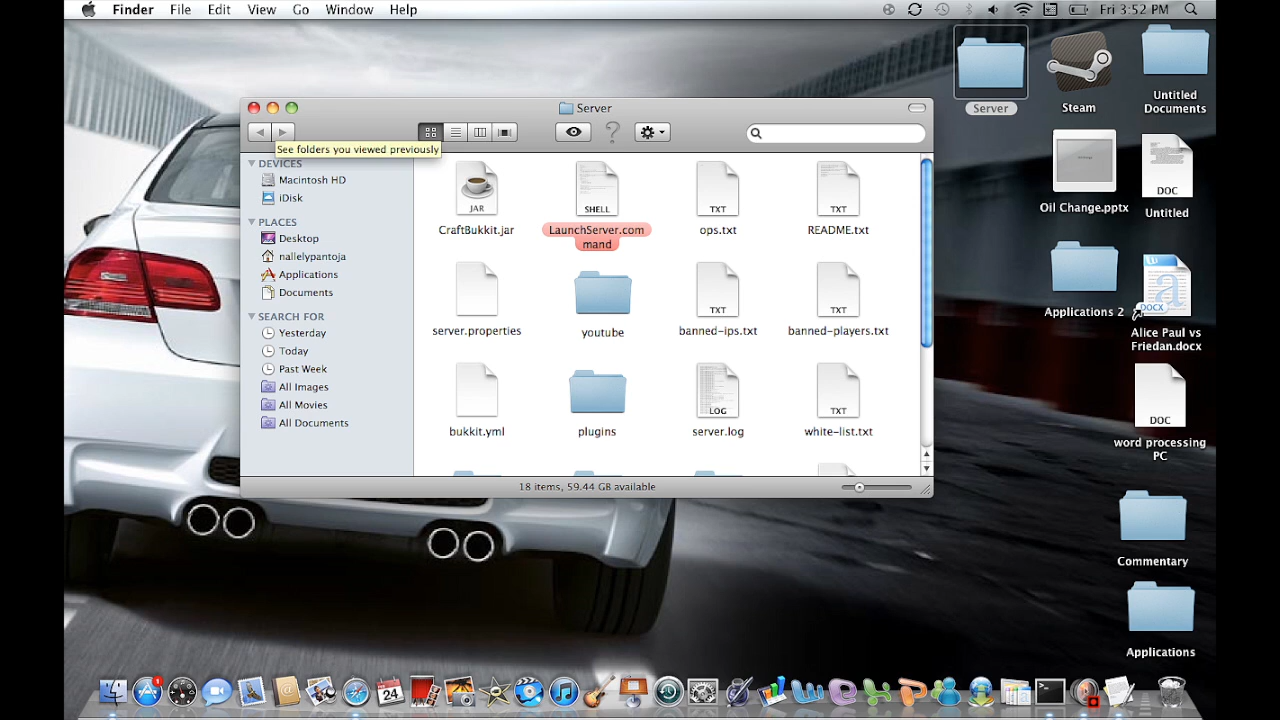 Finder File Edit View Go Window Help Fri 3:52 PM
Server
See folders you viewed previously
DEVICES
Macintosh HD
iDisk
PLACES
Desktop
nallelypantoja
Applications
Documents
SEARCH FOR
Yesterday
Today
Past Week
All Images
All Movies
All Documents
JAR
CraftBukkit.jar
SHELL
LaunchServer.com
mand
TXT
ops.txt
TXT
README.txt
server.properties
youtube
TXT
banned-ips.txt
TXT
banned-players.txt
bukkit.yml
plugins
LOG
server.log
TXT
white-list.txt
18 items, 59.44 GB available
Server
Steam
Untitled
Documents
Oil Change.pptx
DOC
Untitled
Applications 2
DOCX
Alice Paul vs
Friedan.docx
DOC
word processing
PC
Commentary
Applications
1
24